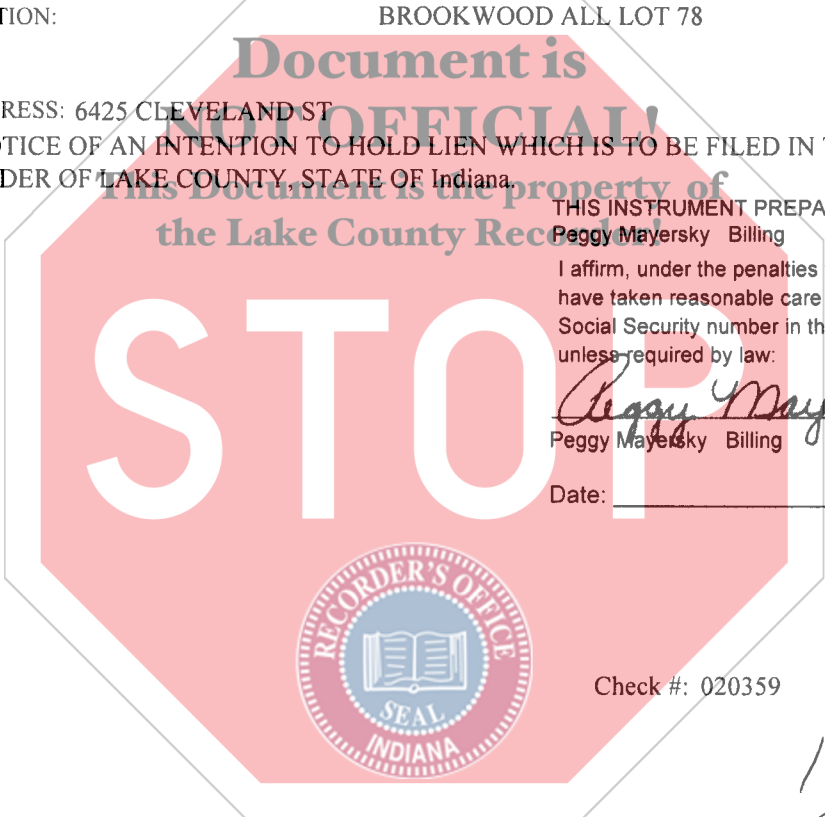 TION: BROOKWOOD ALL LOT 78
Document is
RESS: 6425 CLEVELAND ST
NOT OFFICIAL!
TICE OF AN INTENTION TO HOLD LIEN WHICH IS TO BE FILED IN
DER OF LAKE COUNTY, STATE OF Indiana.
This Document is the property of
the Lake County Recorder!
THIS INSTRUMENT PREPA
Peggy Mayersky Billing
I affirm, under the penalties
have taken reasonable care
Social Security number in th
unless required by law:
Peggy May
Peggy Mayersky Billing
Date:
STOP
RECORDER'S OFFICE
SEAL
INDIANA
Check #: 020359